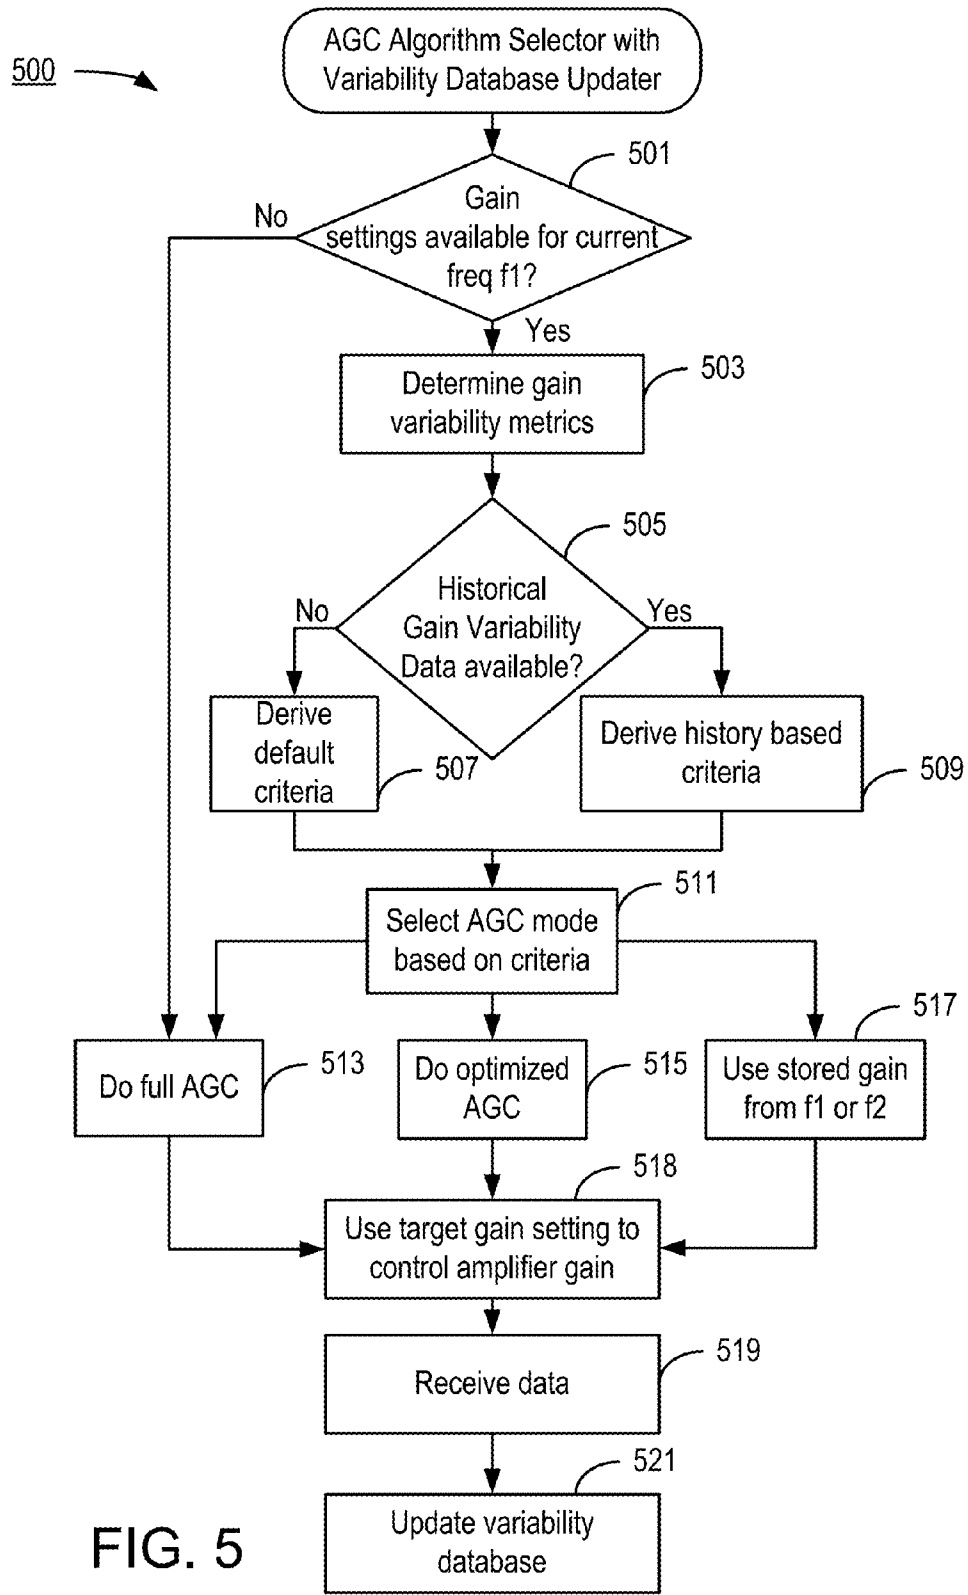 AGC Algorithm Selector with
Variability Database Updater
500
501
Gain
settings available for current
freq f1?
No
Yes
503
Determine gain
variability metrics
505
Historical
Gain Variability
Data available?
No
Yes
Derive
default
criteria
507
Derive history based
criteria
509
511
Select AGC mode
based on criteria
Do full AGC
513
Do optimized
AGC
515
517
Use stored gain
from f1 or f2
518
Use target gain setting to
control amplifier gain
519
Receive data
521
Update variability
database
FIG. 5